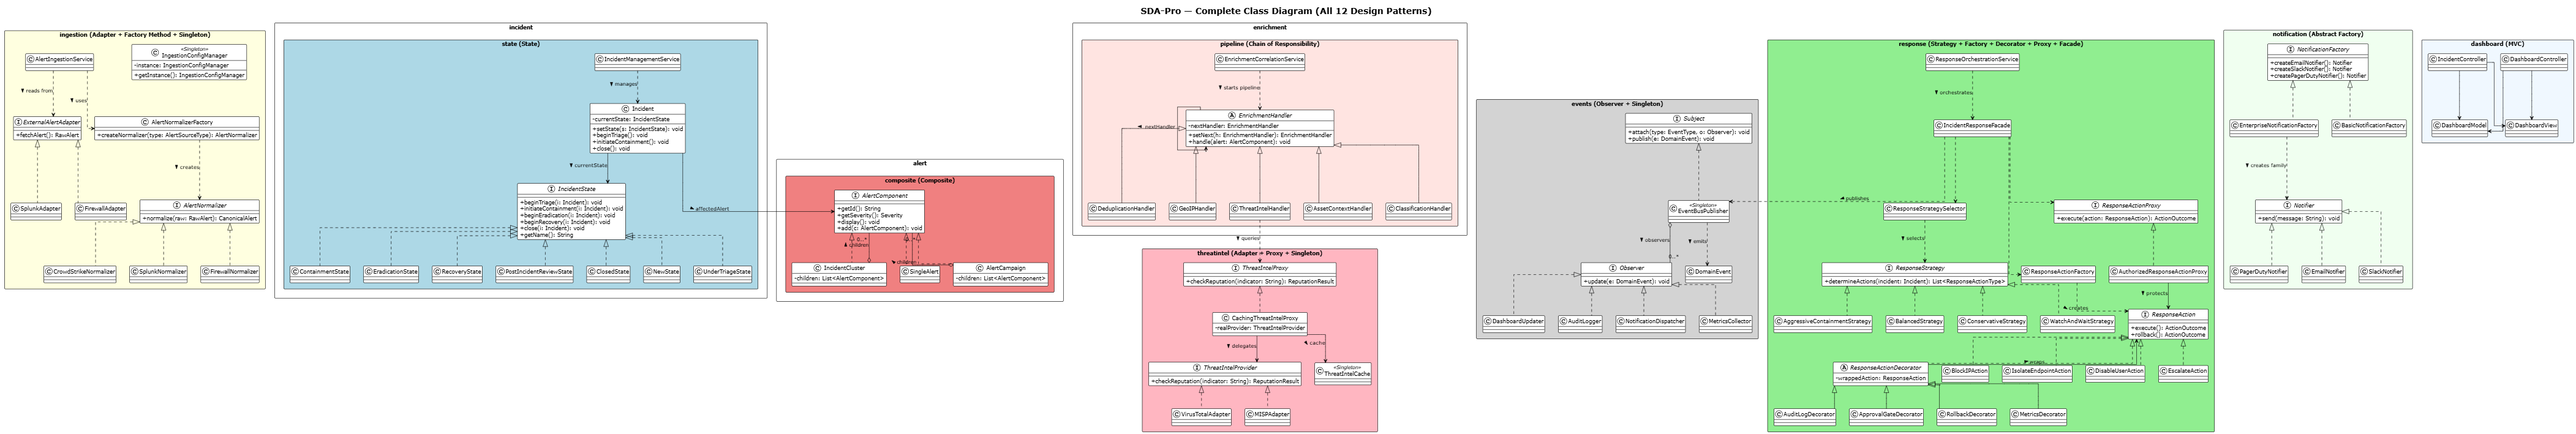 SDA-Pro — Complete Class Diagram (All 12 Design Patterns)
ingestion (Adapter + Factory Method + Singleton)
AlertIngestionService
«Singleton»
IngestionConfigManager
-instance: IngestionConfigManager
+getInstance(): IngestionConfigManager
reads from
uses
ExternalAlertAdapter
+fetchAlert(): RawAlert
AlertNormalizerFactory
+createNormalizer(type: AlertSourceType): AlertNormalizer
creates
SplunkAdapter
FirewallAdapter
AlertNormalizer
+normalize(raw: RawAlert): CanonicalAlert
CrowdStrikeNormalizer
SplunkNormalizer
FirewallNormalizer
incident
state (State)
IncidentManagementService
manages
Incident
-currentState: IncidentState
+setState(s: IncidentState): void
+beginTriage(): void
+initiateContainment(): void
+close(): void
currentState
IncidentState
+beginTriage(i: Incident): void
+initiateContainment(i: Incident): void
+beginEradication(i: Incident): void
+beginRecovery(i: Incident): void
+close(i: Incident): void
+getName(): String
affectedAlert
ContainmentState
EradicationState
RecoveryState
PostIncidentReviewState
ClosedState
NewState
UnderTriageState
alert
composite (Composite)
AlertComponent
+getId(): String
+getSeverity(): Severity
+display(): void
+add(c: AlertComponent): void
0..*
children
children
IncidentCluster
-children: List<AlertComponent>
SingleAlert
AlertCampaign
-children: List<AlertComponent>
enrichment
pipeline (Chain of Responsibility)
EnrichmentCorrelationService
starts pipeline
EnrichmentHandler
-nextHandler: EnrichmentHandler
+setNext(h: EnrichmentHandler): EnrichmentHandler
+handle(alert: AlertComponent): void
nextHandler
DeduplicationHandler
GeoIPHandler
ThreatIntelHandler
AssetContextHandler
ClassificationHandler
queries
threatintel (Adapter + Proxy + Singleton)
ThreatIntelProxy
+checkReputation(indicator: String): ReputationResult
CachingThreatIntelProxy
-realProvider: ThreatIntelProvider
delegates
cache
ThreatIntelProvider
+checkReputation(indicator: String): ReputationResult
«Singleton»
ThreatIntelCache
VirusTotalAdapter
MISPAdapter
events (Observer + Singleton)
Subject
+attach(type: EventType, o: Observer): void
+publish(e: DomainEvent): void
«Singleton»
EventBusPublisher
publishes
observers
emits
0..*
Observer
+update(e: DomainEvent): void
DomainEvent
DashboardUpdater
AuditLogger
NotificationDispatcher
MetricsCollector
response (Strategy + Factory + Decorator + Proxy + Facade)
ResponseOrchestrationService
orchestrates
IncidentResponseFacade
ResponseStrategySelector
ResponseActionProxy
+execute(action: ResponseAction): ActionOutcome
selects
ResponseStrategy
+determineActions(incident: Incident): List<ResponseActionType>
ResponseActionFactory
AuthorizedResponseActionProxy
protects
creates
AggressiveContainmentStrategy
BalancedStrategy
ConservativeStrategy
WatchAndWaitStrategy
ResponseAction
+execute(): ActionOutcome
+rollback(): ActionOutcome
wraps
ResponseActionDecorator
-wrappedAction: ResponseAction
BlockIPAction
IsolateEndpointAction
DisableUserAction
EscalateAction
AuditLogDecorator
ApprovalGateDecorator
RollbackDecorator
MetricsDecorator
notification (Abstract Factory)
NotificationFactory
+createEmailNotifier(): Notifier
+createSlackNotifier(): Notifier
+createPagerDutyNotifier(): Notifier
EnterpriseNotificationFactory
BasicNotificationFactory
creates family
Notifier
+send(message: String): void
PagerDutyNotifier
EmailNotifier
SlackNotifier
dashboard (MVC)
IncidentController
DashboardController
DashboardModel
DashboardView